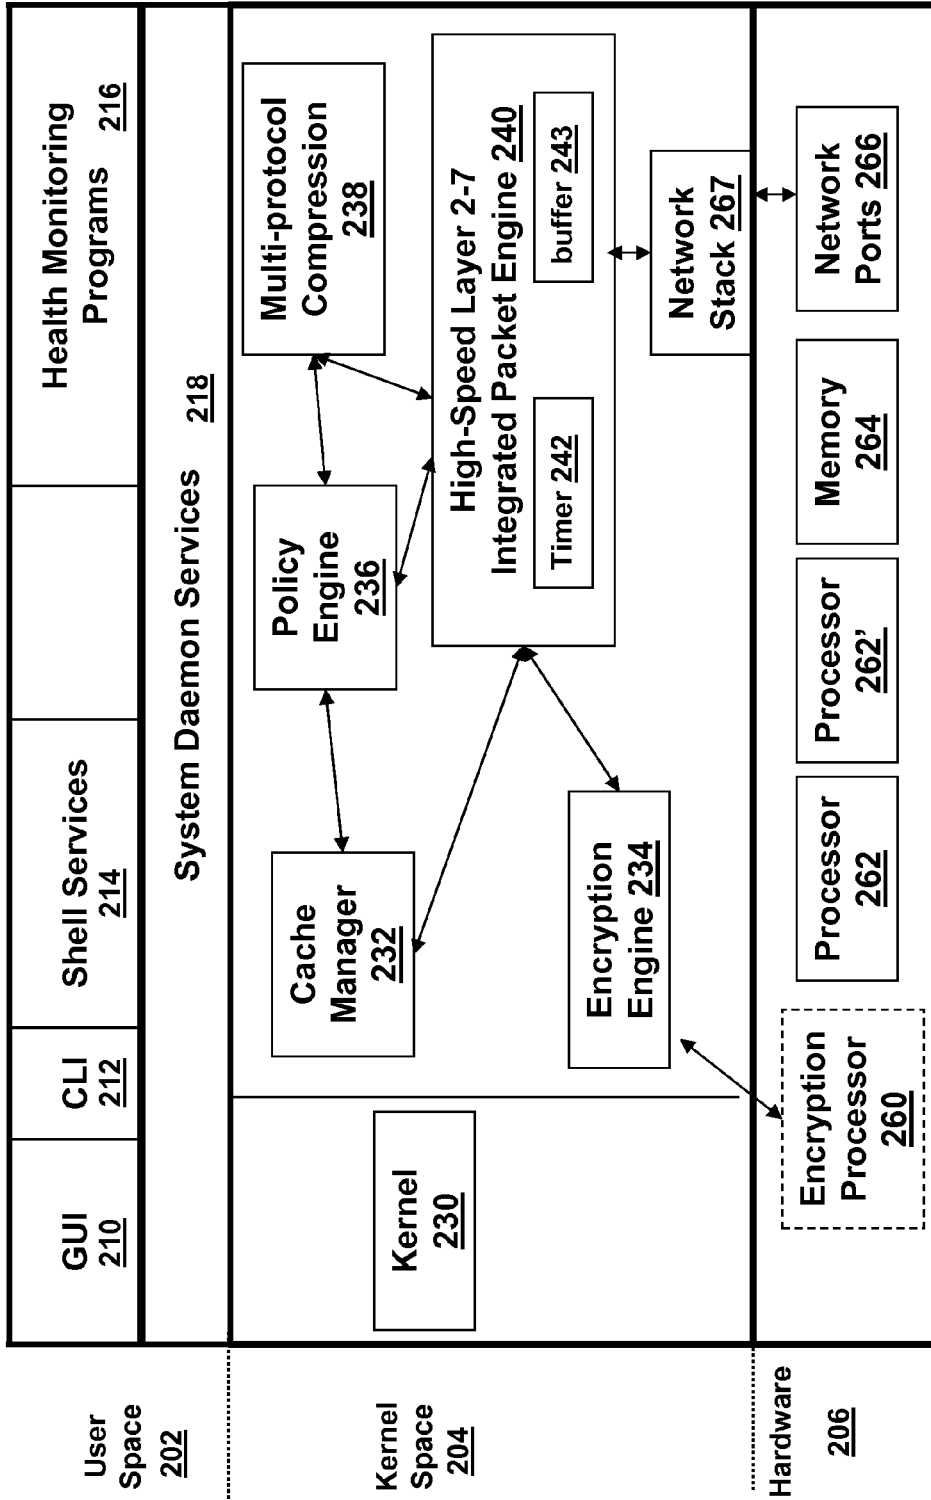 User
Space
202
GUI
210
CLI
212
Shell Services
214
Health Monitoring
Programs 216
System Daemon Services 218
Kernel
Space
204
Kernel
230
Cache
Manager
232
Policy
Engine
236
Multi-protocol
Compression
238
High-Speed Layer 2-7
Integrated Packet Engine 240
Timer 242
buffer 243
Encryption
Engine 234
Network
Stack 267
Hardware
206
Encryption
Processor
260
Processor
262
Processor
262’
Memory
264
Network
Ports 266